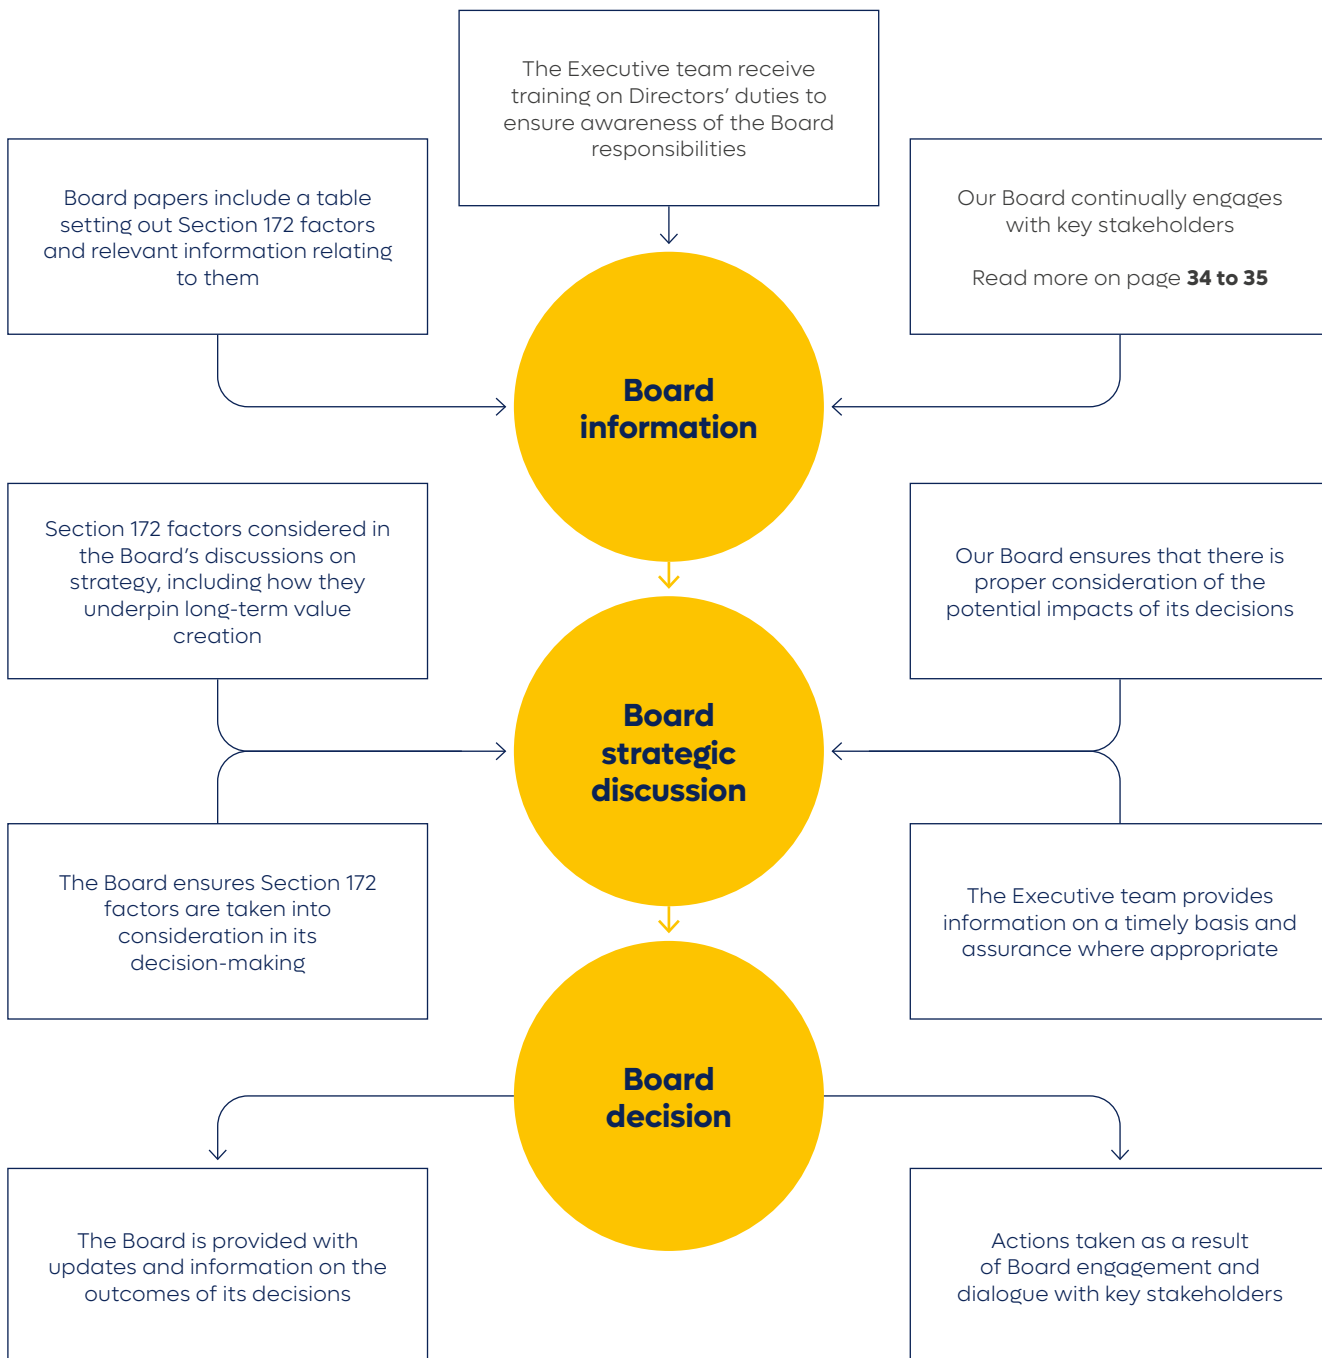 The Executive team receive
training on Directors’ duties to
ensure awareness of the Board
responsibilities
Board papers include a table
setting out Section 172 factors
and relevant information relating
to them
Our Board continually engages
with key stakeholders
Read more on page 34 to 35
Board
information
Section 172 factors considered in
the Board’s discussions on
strategy, including how they
underpin long-term value
creation
Our Board ensures that there is
proper consideration of the
potential impacts of its decisions
Board
strategic
discussion
The Board ensures Section 172
factors are taken into
consideration in its
decision-making
The Executive team provides
information on a timely basis and
assurance where appropriate
Board
decision
The Board is provided with
updates and information on the
outcomes of its decisions
Actions taken as a result
of Board engagement and
dialogue with key stakeholders